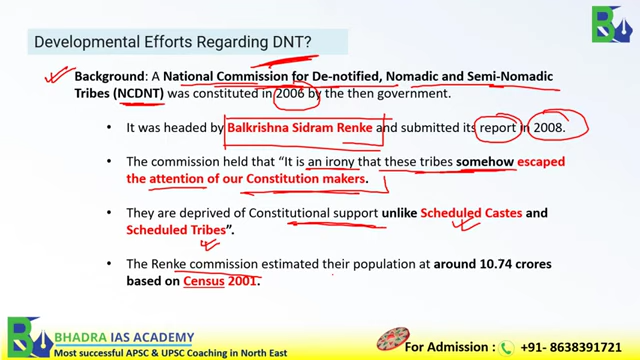 Developmental Efforts Regarding DNT?
Background: A National Commission for De-notified, Nomadic and Semi-Nomadic
Tribes (NCDNT) was constituted in 2006 by the then government.
It was headed by Balkrishna Sidram Renke and submitted its report in 2008.
The commission held that "It is an irony that these tribes somehow escaped
the attention of our Constitution makers.
They are deprived of Constitutional support unlike Scheduled Castes and
Scheduled Tribes".
The Renke commission estimated their population at around 10.74 crores
based on Census 2001.
BHADRA IAS ACADEMY
Most successful APSC & UPSC Coaching in North East
For Admission: +91- 8638391721